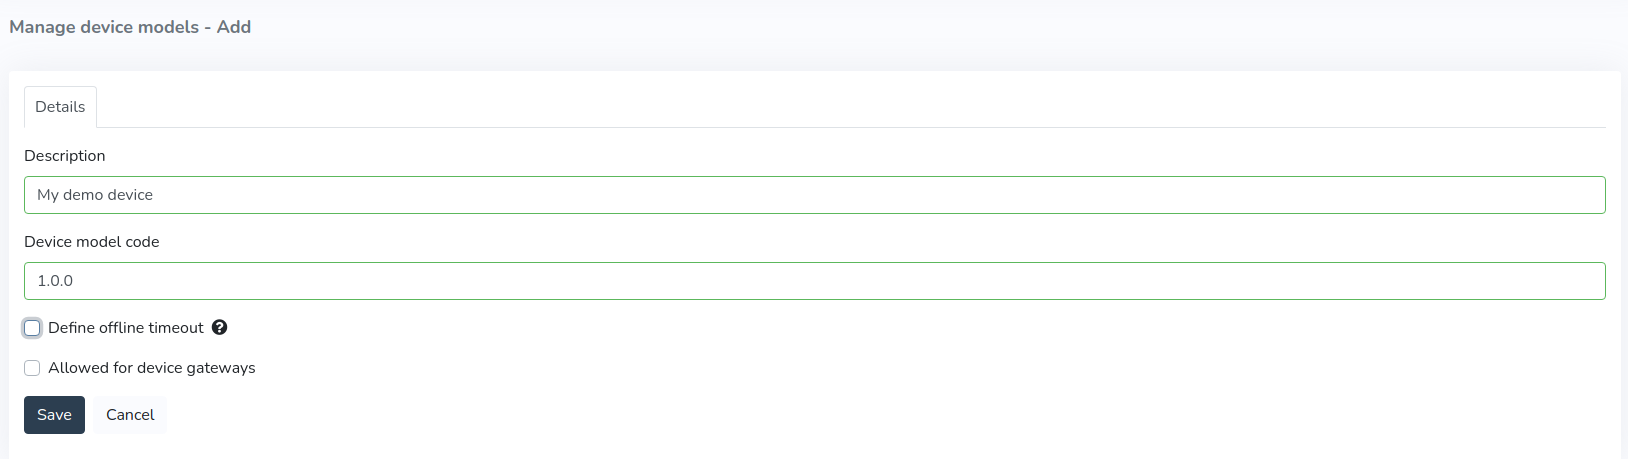 Manage device models - Add
Details
Description
My demo device
Device model code
1.0.0
Define offline timeout ?
Allowed for device gateways
Save Cancel